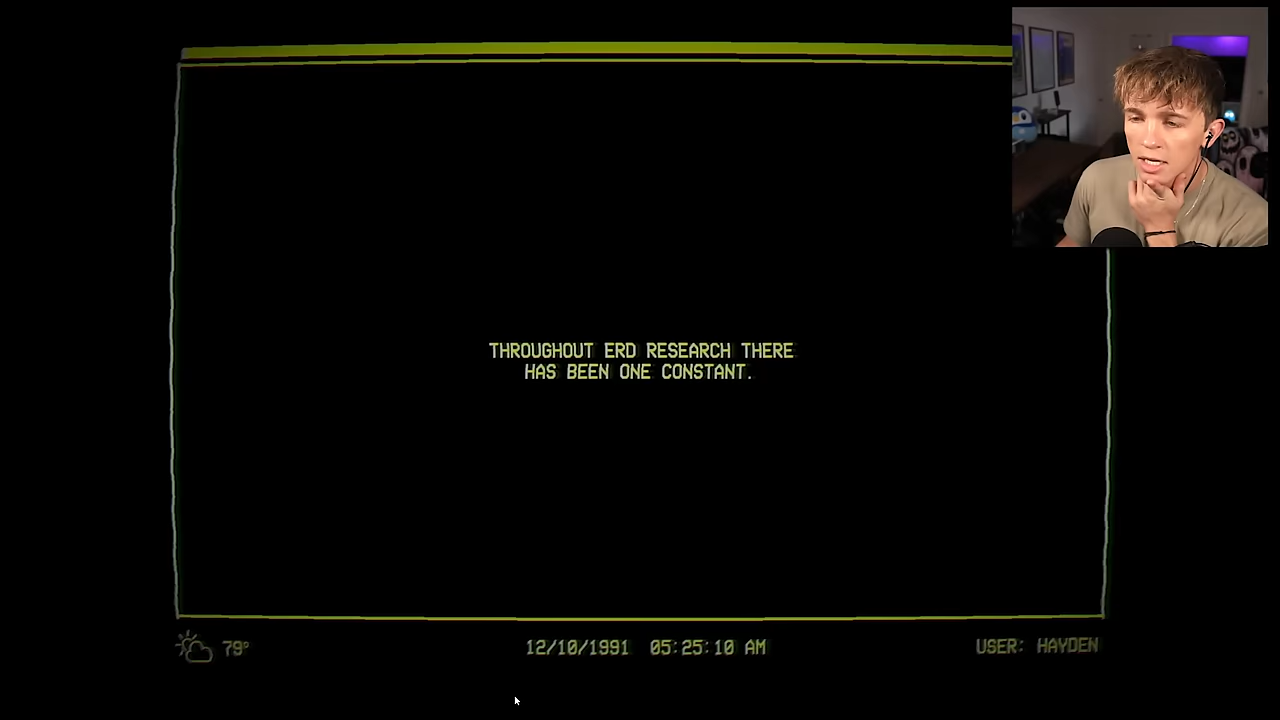 THROUGHOUT ERD RESEARCH THERE
HAS BEEN ONE CONSTANT.
79°
12/10/1991 05:25:10 AM
USER: HAYDEN